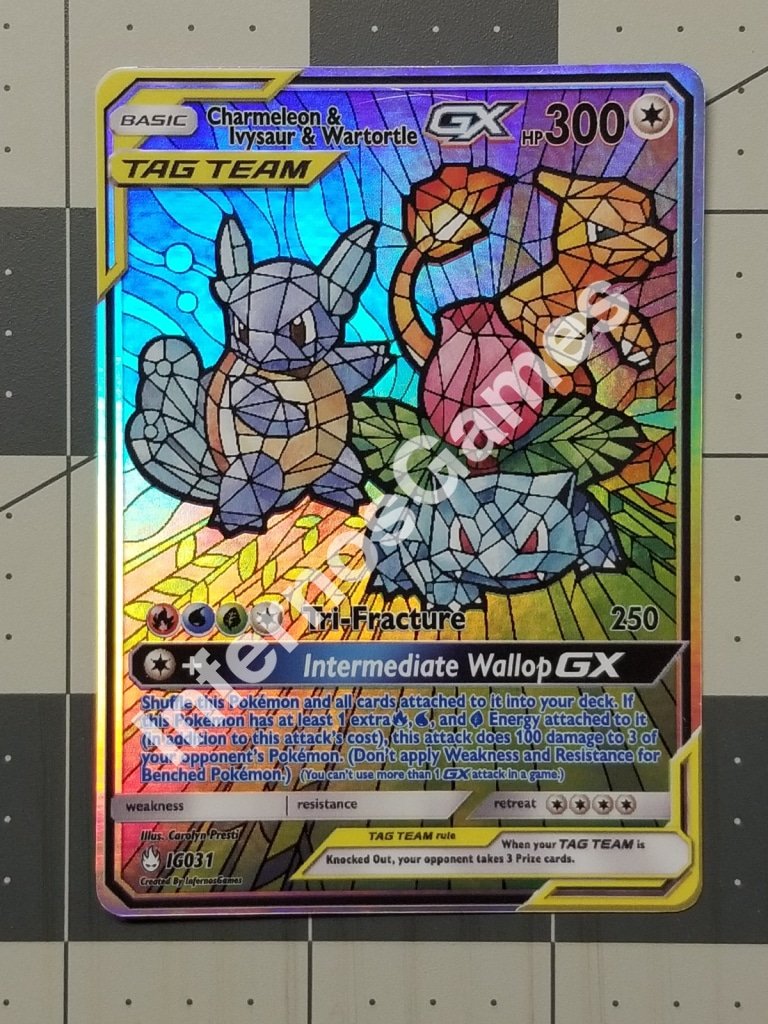 BASIC
Charmeleon &
Ivysaur & Wartortle
GX
HP300
TAG TEAM
InfernosGames
Tri-Fracture 250
+ Intermediate Wallop GX
Shuffle this Pokémon and all cards attached to it into your deck. If
this Pokémon has at least 1 extra , , and Energy attached to it
(in addition to this attack's cost), this attack does 100 damage to 3 of
your opponent's Pokémon. (Don't apply Weakness and Resistance for
Benched Pokémon.) (You can't use more than 1 GX attack in a game.)
weakness resistance retreat
Illus. Carolyn Presti
IG031
Created By InfernosGames
TAG TEAM rule When your TAG TEAM is
Knocked Out, your opponent takes 3 Prize cards.